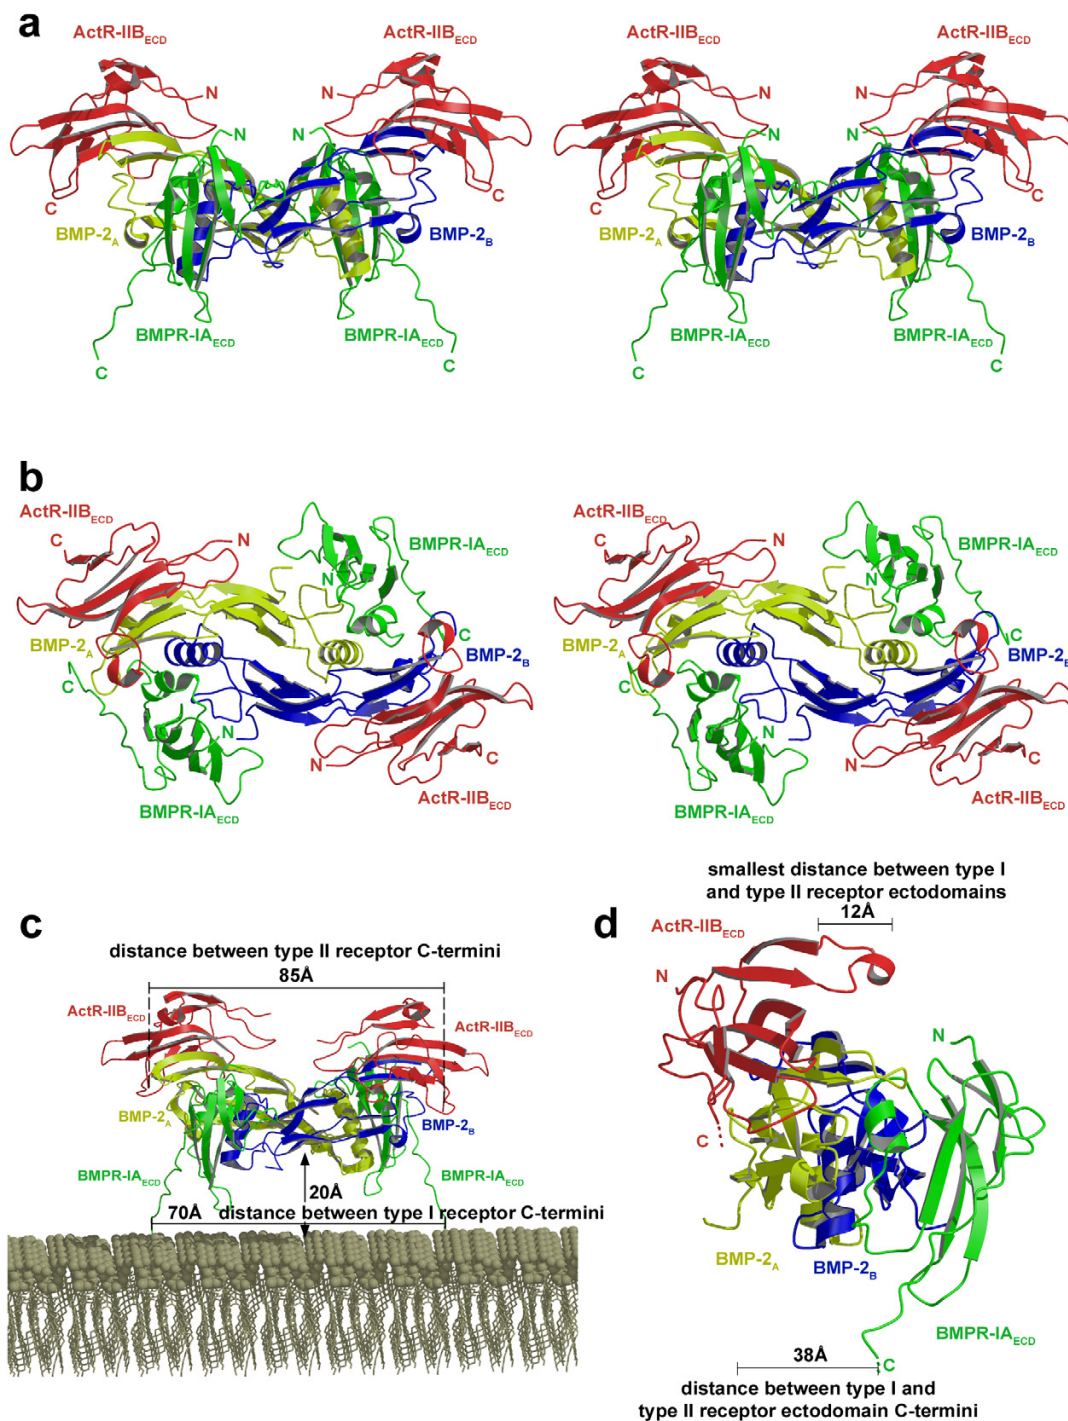 a
ActR-IIBECD
ActR-IIBECD
N
N
N
N
C
C
BMP-2A
BMP-2B
BMPR-IAECD
BMPR-IAECD
C
C
ActR-IIBECD
ActR-IIBECD
N
N
N
N
C
C
BMP-2A
BMP-2B
BMPR-IAECD
BMPR-IAECD
C
C
b
ActR-IIBECD
C
N
BMPR-IAECD
N
BMP-2A
C
C
BMP-2B
N
N
C
BMPR-IAECD
ActR-IIBECD
ActR-IIBECD
C
N
BMPR-IAECD
N
BMP-2A
C
C
BMP-2B
N
N
C
BMPR-IAECD
ActR-IIBECD
c
distance between type II receptor C-termini
85Å
ActR-IIBECD
ActR-IIBECD
BMP-2A
BMP-2B
BMPR-IAECD
BMPR-IAECD
20Å
70Å distance between type I receptor C-termini
d
smallest distance between type I
and type II receptor ectodomains
12Å
ActR-IIBECD
N
N
C
BMP-2A
BMP-2B
BMPR-IAECD
C
38Å
distance between type I and
type II receptor ectodomain C-termini